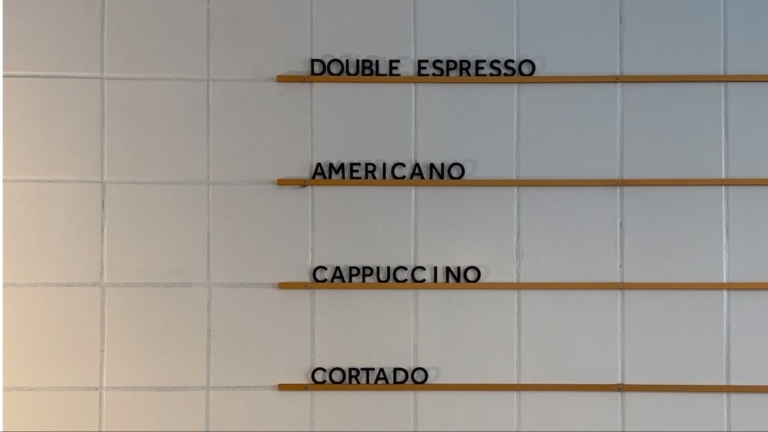 DOUBLE ESPRESSO
AMERICANO
CAPPUCCINO
CORTADO